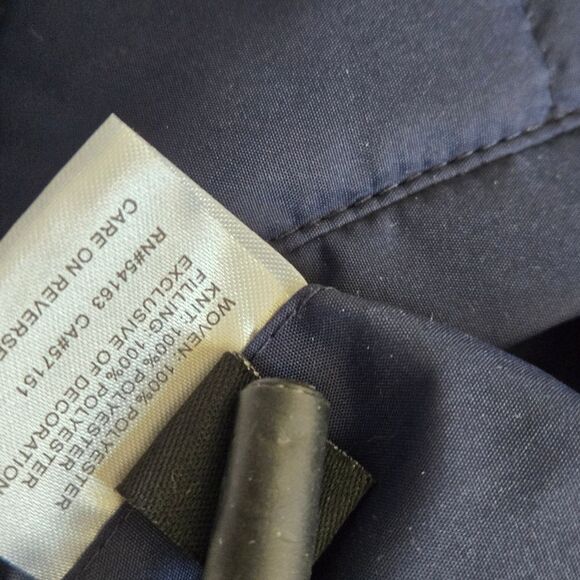 WOVEN: 100% POLYESTER
KNIT: 100% POLYESTER
FILLING: 100% POLYESTER
EXCLUSIVE OF DECORATION
RN#54163 CA#57151
CARE ON REVERSE